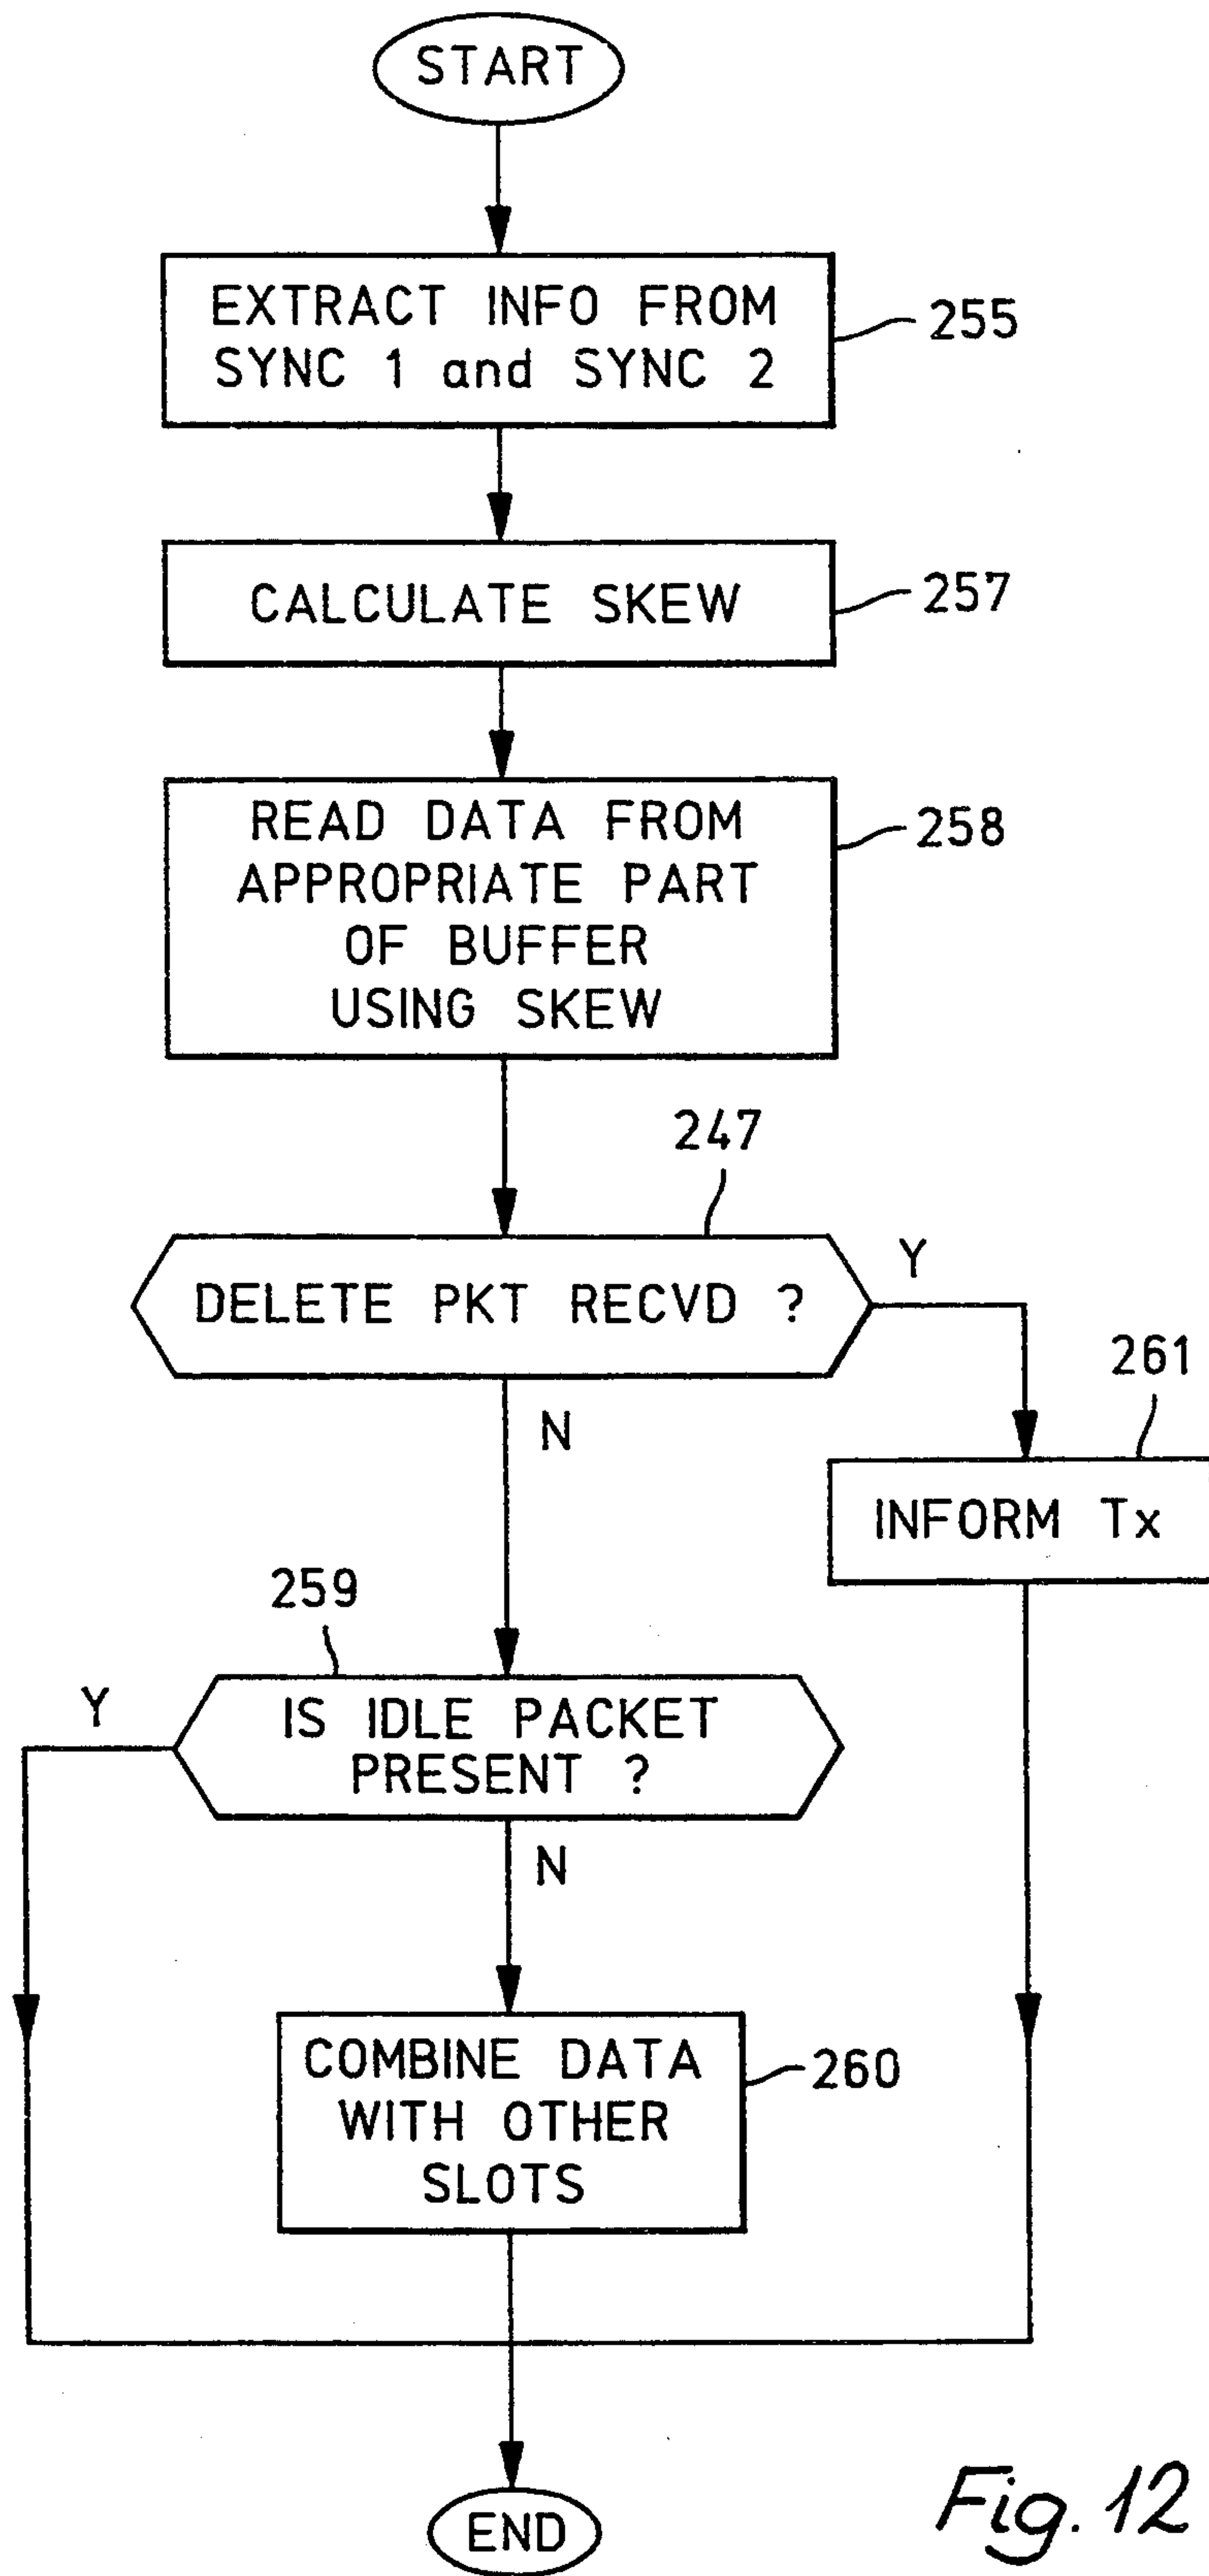 START
EXTRACT INFO FROM
SYNC 1 and SYNC 2
255
CALCULATE SKEW
257
READ DATA FROM
APPROPRIATE PART
OF BUFFER
USING SKEW
258
247
DELETE PKT RECVD ?
Y
261
N
INFORM Tx
259
Y
IS IDLE PACKET
PRESENT ?
N
COMBINE DATA
WITH OTHER
SLOTS
260
END
Fig. 12